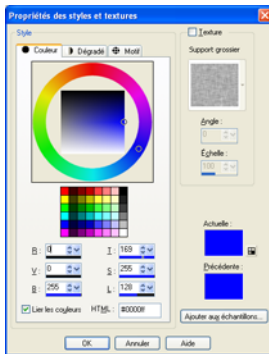 Propriétés des styles et textures
Style
Couleur
Dégradé
Motif
Texture
Support grossier
Angle :
0
Échelle :
100
R : 0
T : 169
V : 0
S : 255
B : 255
L : 128
Lier les couleurs
HTML : #0000ff
Actuelle :
Précédente :
Ajouter aux échantillons...
OK
Annuler
Aide